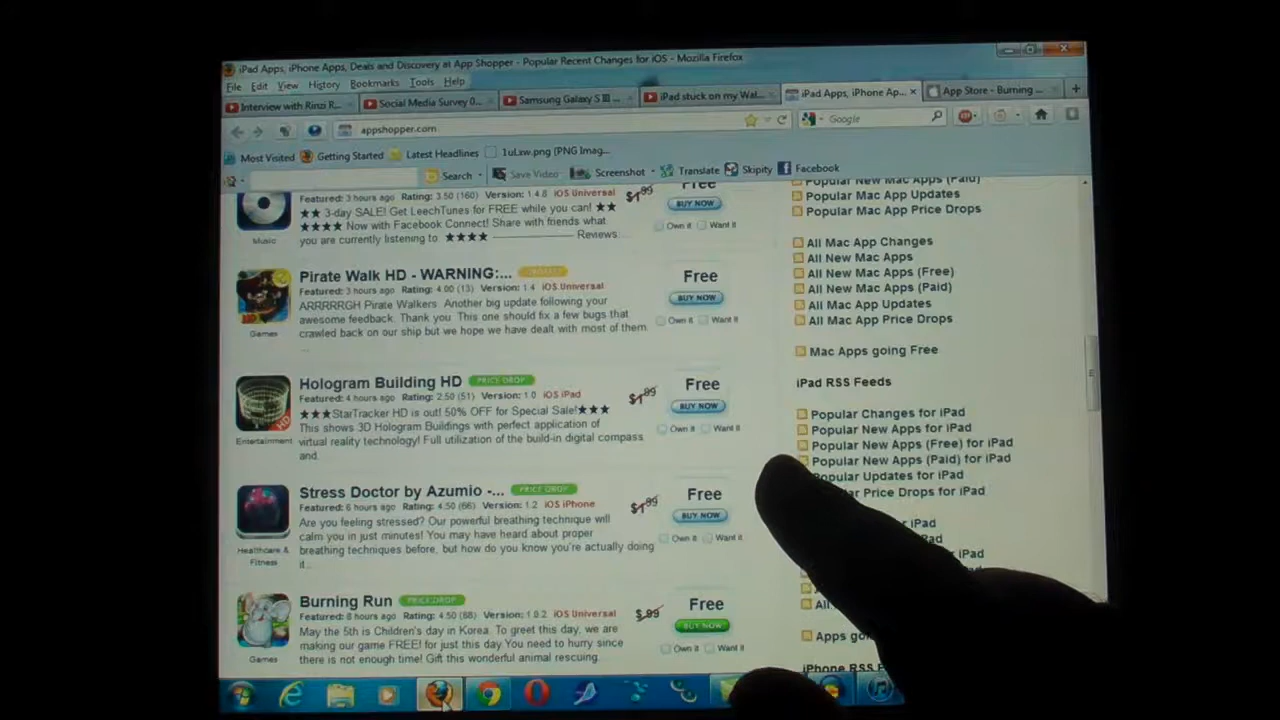 iPad Apps, iPhone Apps, Deals and Discovery at App Shopper - Popular Recent Changes for iOS - Mozilla Firefox
File Edit View History Bookmarks Tools Help
Interview with Rinzi R... Social Media Survey 0... Samsung Galaxy S III ... iPad stuck on my Wal... iPad Apps, iPhone Ap... App Store - Burning ...
appshopper.com Google
Most Visited Getting Started Latest Headlines 1uLxw.png (PNG Imag...
Search Save Video Screenshot Translate Skipity Facebook
Featured: 3 hours ago Rating: 3.50 (160) Version: 1.4.8 iOS Universal $1.99 Free
★★ 3-day SALE! Get LeechTunes for FREE while you can! ★★ BUY NOW
★★★★ Now with Facebook Connect! Share with friends what Own it Want it
you are currently listening to ★★★★ Reviews
Music
Pirate Walk HD - WARNING:... Free
Featured: 3 hours ago Rating: 4.00 (13) Version: 1.4 iOS Universal
ARRRRRGH Pirate Walkers. Another big update following your BUY NOW
awesome feedback. Thank you. This one should fix a few bugs that Own it Want it
crawled back on our ship but we hope we have dealt with most of them.
...
Games
Hologram Building HD PRICE DROP Free
Featured: 4 hours ago Rating: 2.50 (51) Version: 1.0 iOS iPad $1.99
★★★StarTracker HD is out! 50% OFF for Special Sale!★★★ BUY NOW
This shows 3D Hologram Buildings with perfect application of Own it Want it
virtual reality technology! Full utilization of the build-in digital compass
and.
Entertainment
Stress Doctor by Azumio -... PRICE DROP Free
Featured: 6 hours ago Rating: 4.50 (66) Version: 1.2 iOS iPhone $1.99
Are you feeling stressed? Our powerful breathing technique will BUY NOW
calm you in just minutes! You may have heard about proper Own it Want it
breathing techniques before, but how do you know you're actually doing
it...
Healthcare &
Fitness
Burning Run PRICE DROP Free
Featured: 8 hours ago Rating: 4.50 (88) Version: 1.0.2 iOS Universal $.99
May the 5th is Children's day in Korea. To greet this day, we are BUY NOW
making our game FREE! for just this day You need to hurry since Own it Want it
there is not enough time! Gift this wonderful animal rescuing.
Games
Popular New Mac Apps (Paid)
Popular Mac App Updates
Popular Mac App Price Drops
All Mac App Changes
All New Mac Apps
All New Mac Apps (Free)
All New Mac Apps (Paid)
All Mac App Updates
All Mac App Price Drops
Mac Apps going Free
iPad RSS Feeds
Popular Changes for iPad
Popular New Apps for iPad
Popular New Apps (Free) for iPad
Popular New Apps (Paid) for iPad
Popular Updates for iPad
Price Drops for iPad
iPad
iPad
iPad
All
Apps
iPhone RSS